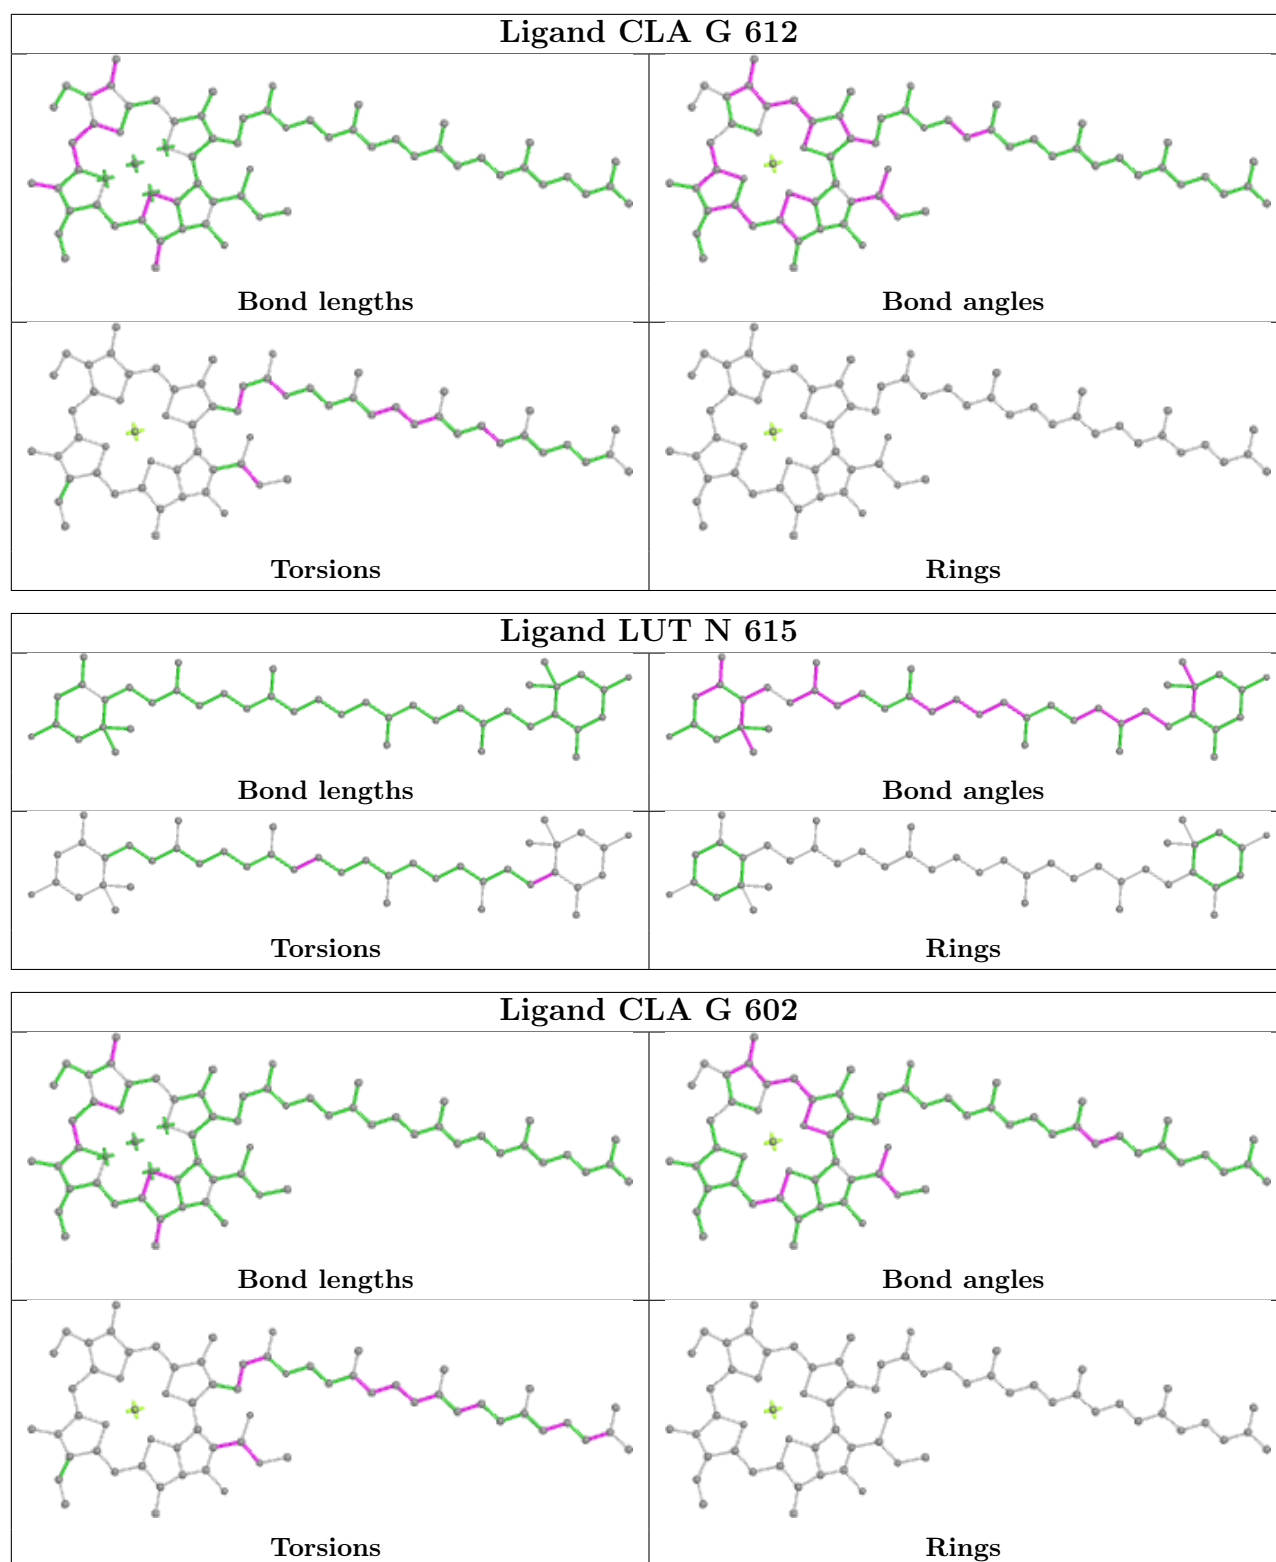 Ligand CLA G 612
Bond lengths
Bond angles
Torsions
Rings
Ligand LUT N 615
Bond lengths
Bond angles
Torsions
Rings
Ligand CLA G 602
Bond lengths
Bond angles
Torsions
Rings